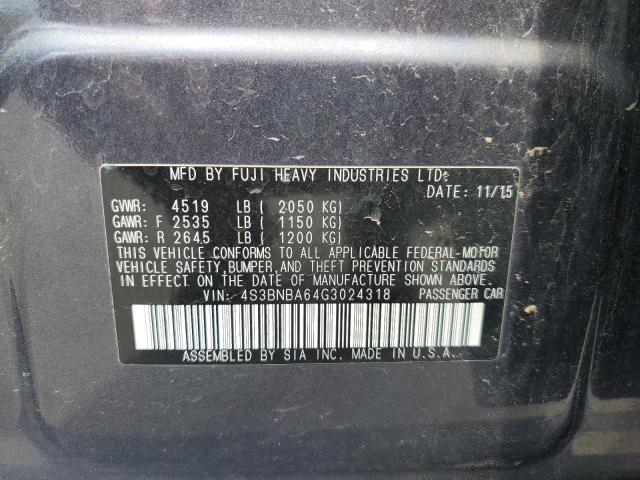 MFD BY FUJI HEAVY INDUSTRIES LTD.
DATE: 11/15
GVWR: 4519 LB ( 2050 KG)
GAWR: F 2535 LB ( 1150 KG)
GAWR: R 2645 LB ( 1200 KG)
THIS VEHICLE CONFORMS TO ALL APPLICABLE FEDERAL-MOTOR
VEHICLE SAFETY, BUMPER, AND THEFT PREVENTION STANDARDS
IN EFFECT ON THE DATE OF MANUFACTURE SHOWN ABOVE.
VIN: 4S3BNBA64G3024318 PASSENGER CAR
ASSEMBLED BY SIA INC. MADE IN U.S.A.